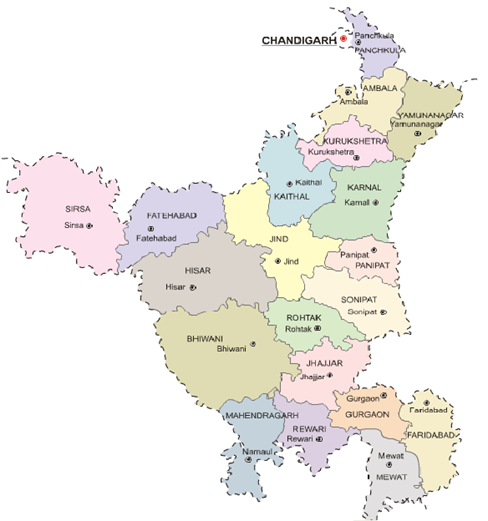 Panchkula
CHANDIGARH
PANCHKULA
AMBALA
Ambala
YAMUNANAGAR
Yamunanagar
KURUKSHETRA
Kurukshetra
Kaithal
KAITHAL
KARNAL
Karnal
SIRSA
Sirsa
FATEHABAD
Fatehabad
JIND
Jind
Panipat
PANIPAT
HISAR
Hisar
SONIPAT
Sonipat
ROHTAK
Rohtak
BHIWANI
Bhiwani
JHAJJAR
Jhajjar
Gurgaon
GURGAON
Faridabad
FARIDABAD
MAHENDRAGARH
Narnaul
REWARI
Rewari
Mewat
MEWAT